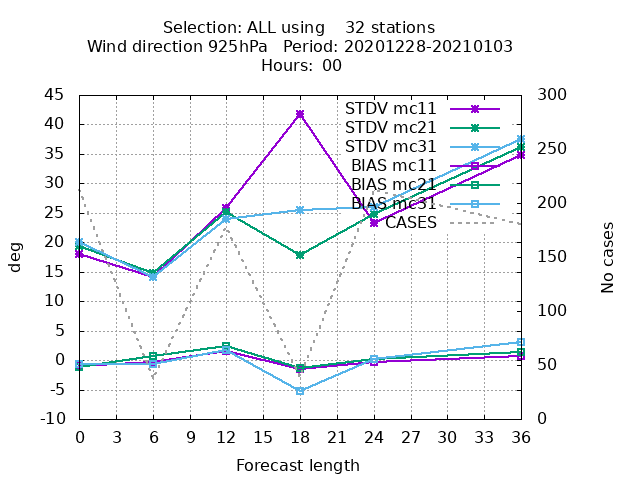 Selection: ALL using 32 stations
Wind direction 925hPa Period: 20201228-20210103
Hours: 00
45
40
35
30
25
20
15
10
5
0
-5
-10
300
250
200
150
100
50
0
STDV mc11
STDV mc21
STDV mc31
BIAS mc11
BIAS mc21
BIAS mc31
CASES
deg
No cases
0 3 6 9 12 15 18 21 24 27 30 33 36
Forecast length